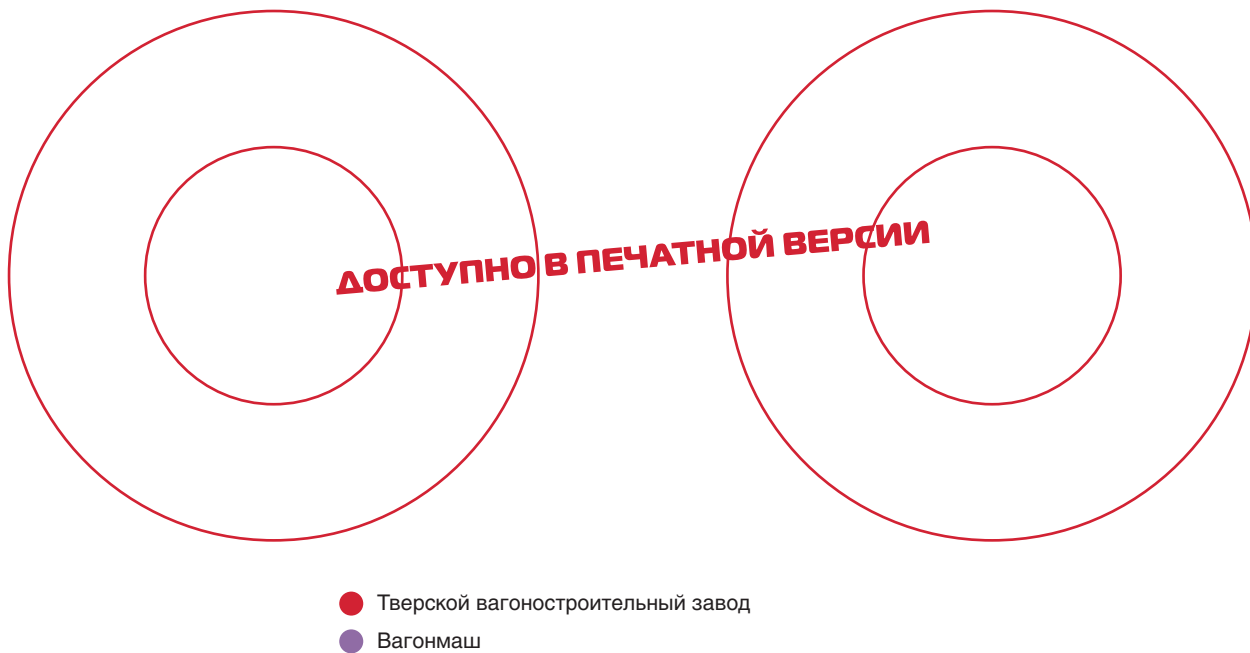 ДОСТУПНО В ПЕЧАТНОЙ ВЕРСИИ
Тверской вагоностроительный завод
Вагонмаш